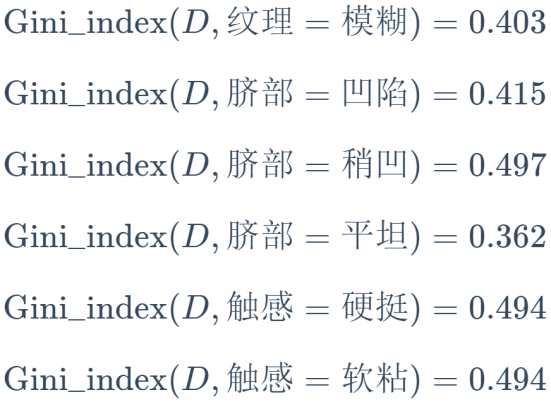 Gini_index(D, 纹理 = 模糊) = 0.403
Gini_index(D, 脐部 = 凹陷) = 0.415
Gini_index(D, 脐部 = 稍凹) = 0.497
Gini_index(D, 脐部 = 平坦) = 0.362
Gini_index(D, 触感 = 硬挺) = 0.494
Gini_index(D, 触感 = 软粘) = 0.494